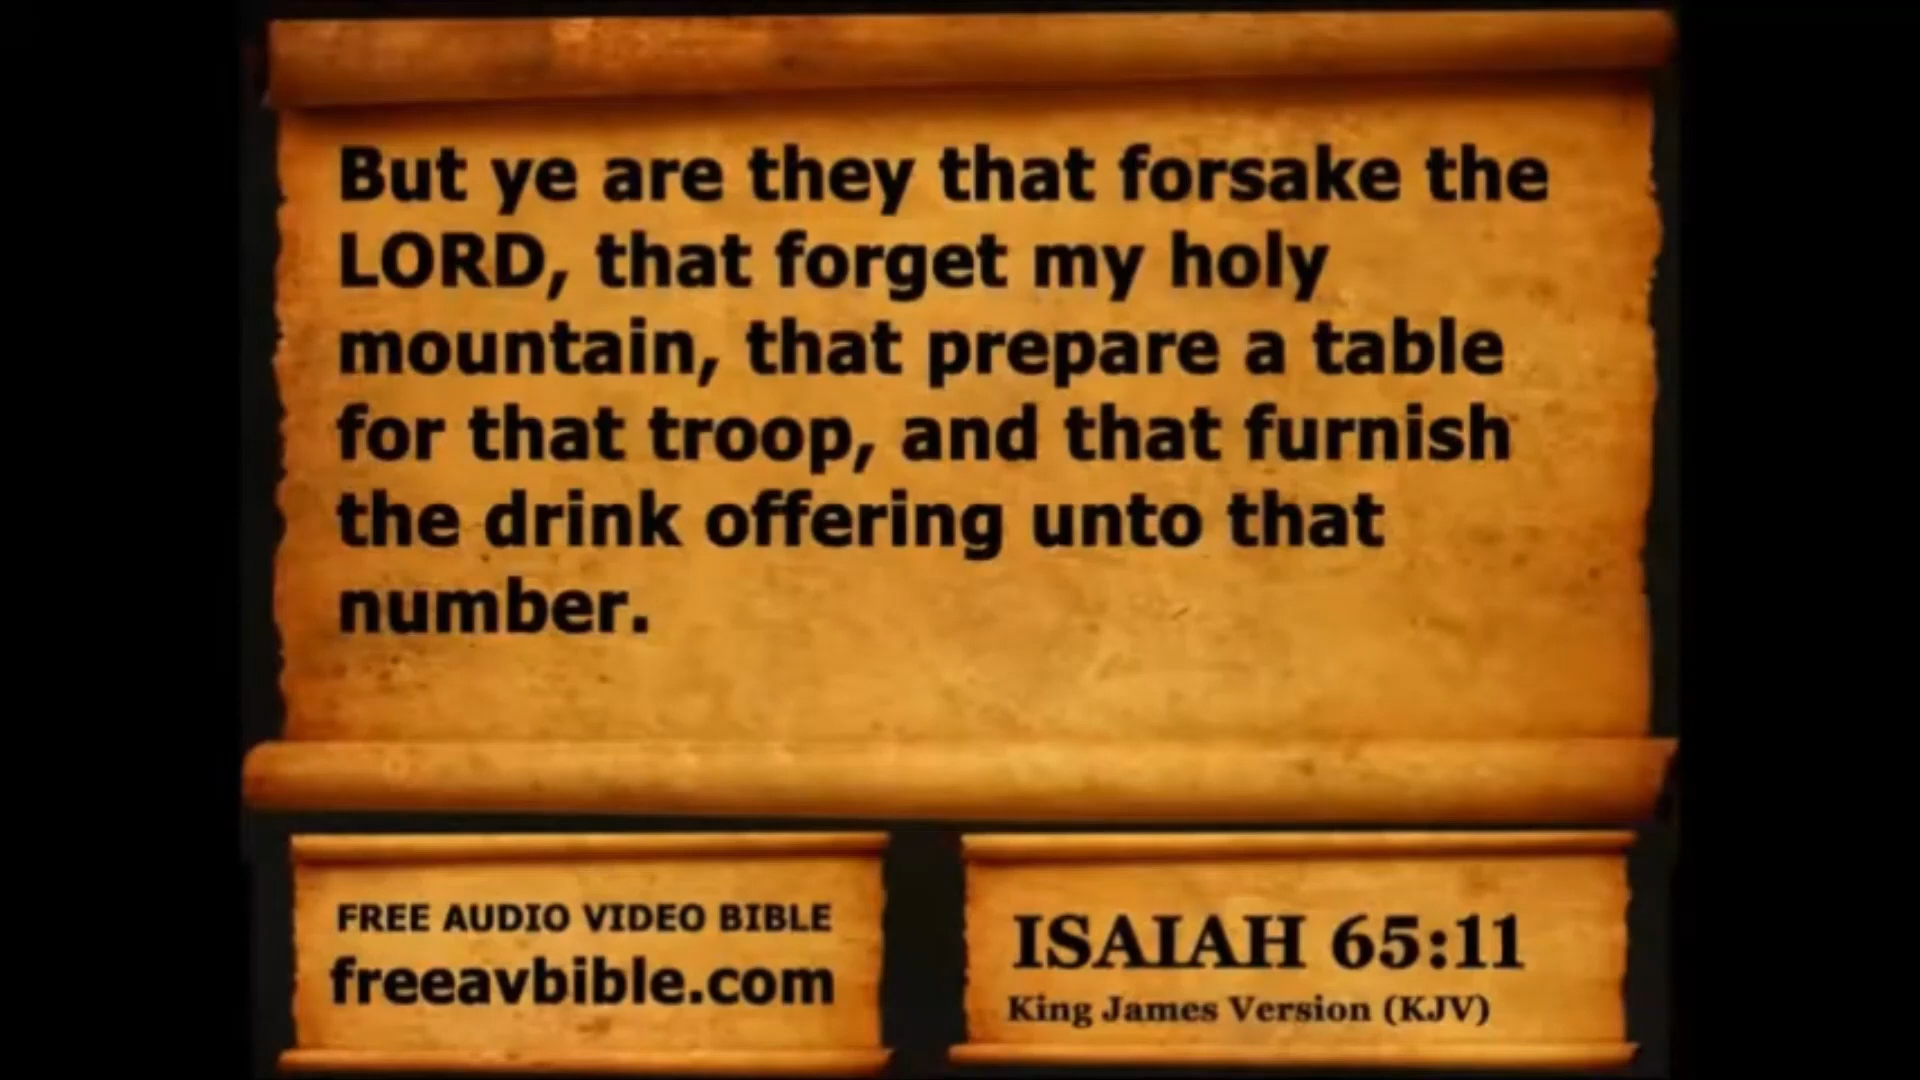 But ye are they that forsake the
LORD, that forget my holy
mountain, that prepare a table
for that troop, and that furnish
the drink offering unto that
number.
FREE AUDIO VIDEO BIBLE
freeavbible.com
ISAIAH 65:11
King James Version (KJV)